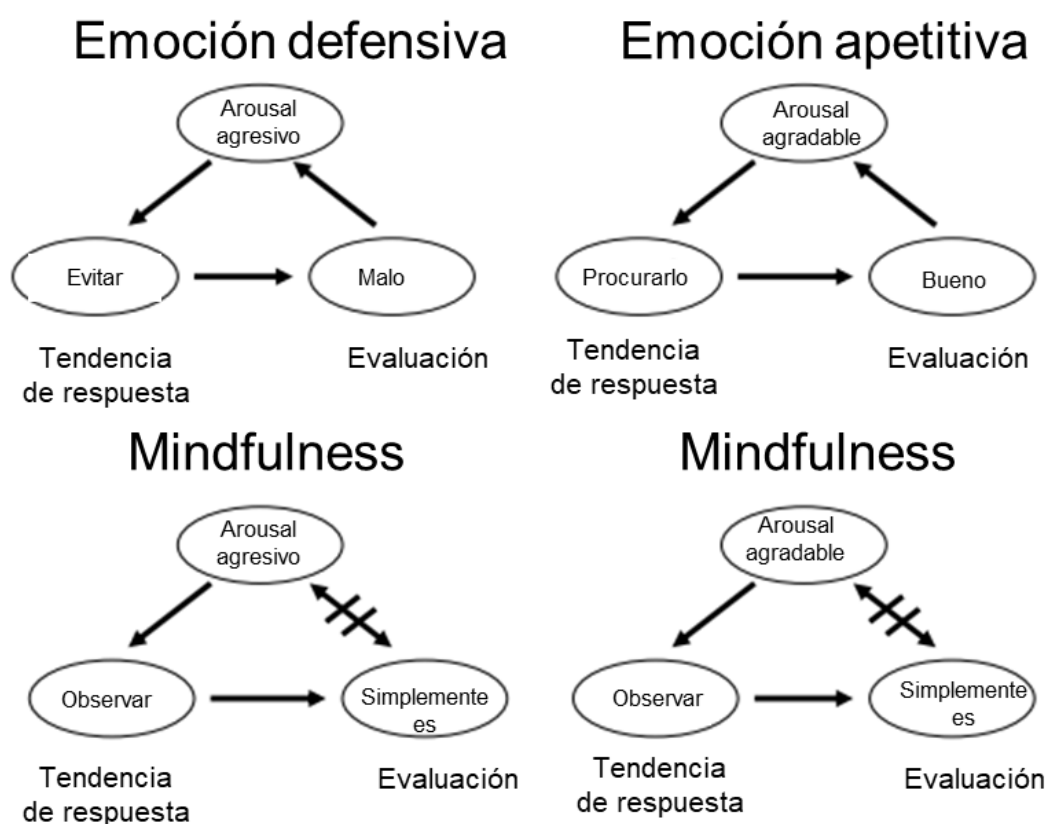 Emoción defensiva
Arousal
agresivo
Evitar
Malo
Tendencia
de respuesta
Evaluación
Emoción apetitiva
Arousal
agradable
Procurarlo
Bueno
Tendencia
de respuesta
Evaluación
Mindfulness
Arousal
agresivo
Observar
Simplemente
es
Tendencia
de respuesta
Evaluación
Mindfulness
Arousal
agradable
Observar
Simplemente
es
Tendencia
de respuesta
Evaluación